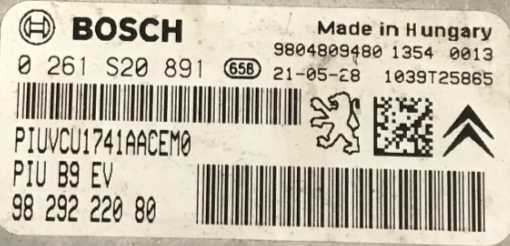 BOSCH
Made in Hungary
9804809480 1354 0013
0 261 S20 891 65B 21-05-28 1039T25865
PIUVCU1741AACEM0
PIU B9 EV
98 292 220 80